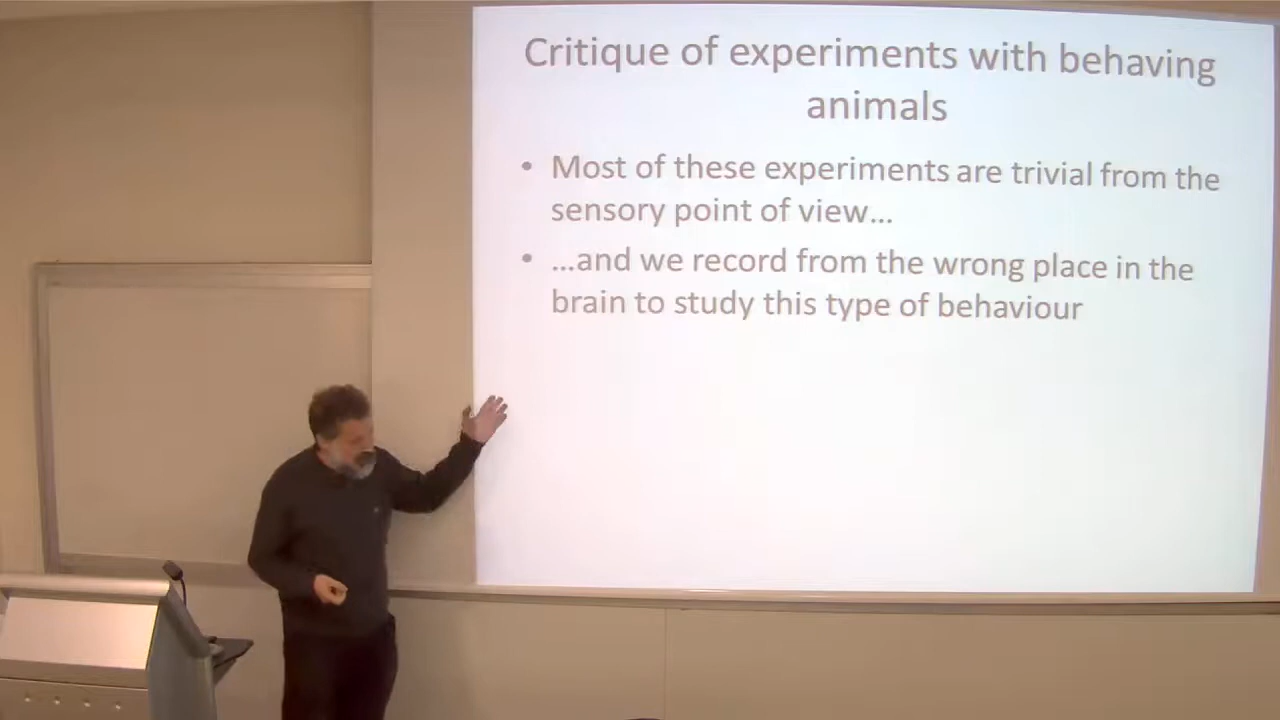 Critique of experiments with behaving
animals
• Most of these experiments are trivial from the
sensory point of view...
• ...and we record from the wrong place in the
brain to study this type of behaviour